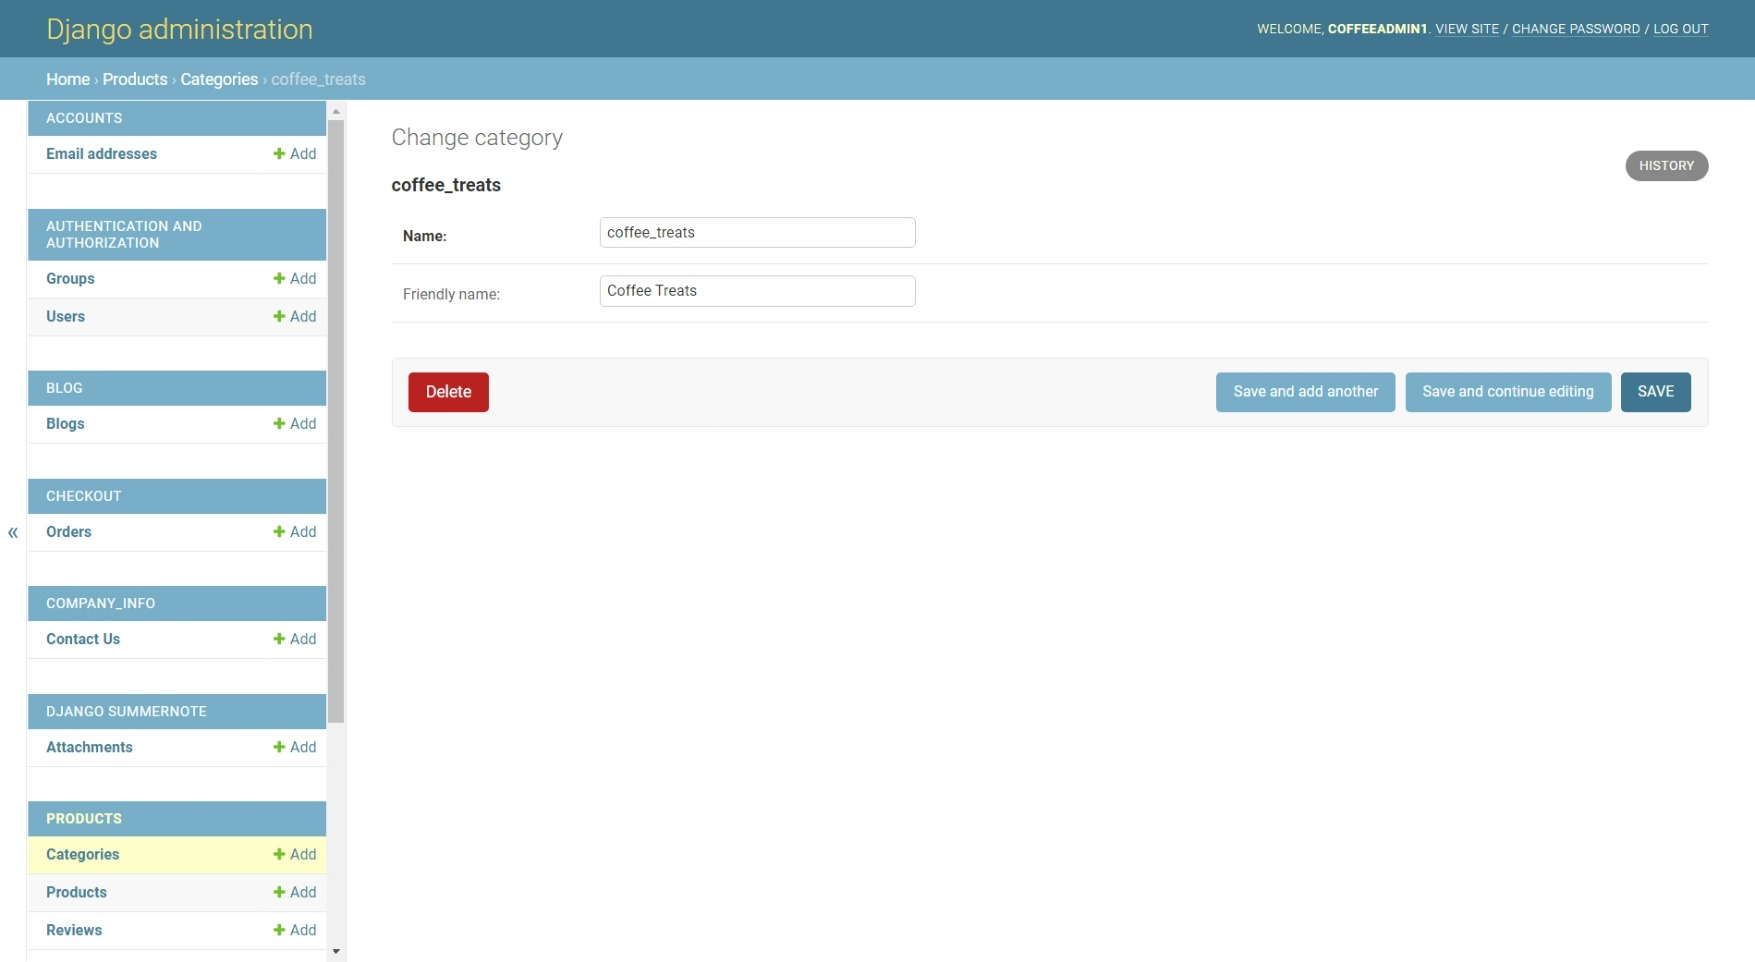 Django administration
WELCOME, COFFEEADMIN1. VIEW SITE / CHANGE PASSWORD / LOG OUT
Home › Products › Categories › coffee_treats
ACCOUNTS
Email addresses + Add
AUTHENTICATION AND
AUTHORIZATION
Groups + Add
Users + Add
BLOG
Blogs + Add
CHECKOUT
Orders + Add
COMPANY_INFO
Contact Us + Add
DJANGO SUMMERNOTE
Attachments + Add
PRODUCTS
Categories + Add
Products + Add
Reviews + Add
«
Change category
HISTORY
coffee_treats
Name: coffee_treats
Friendly name: Coffee Treats
Delete Save and add another Save and continue editing SAVE